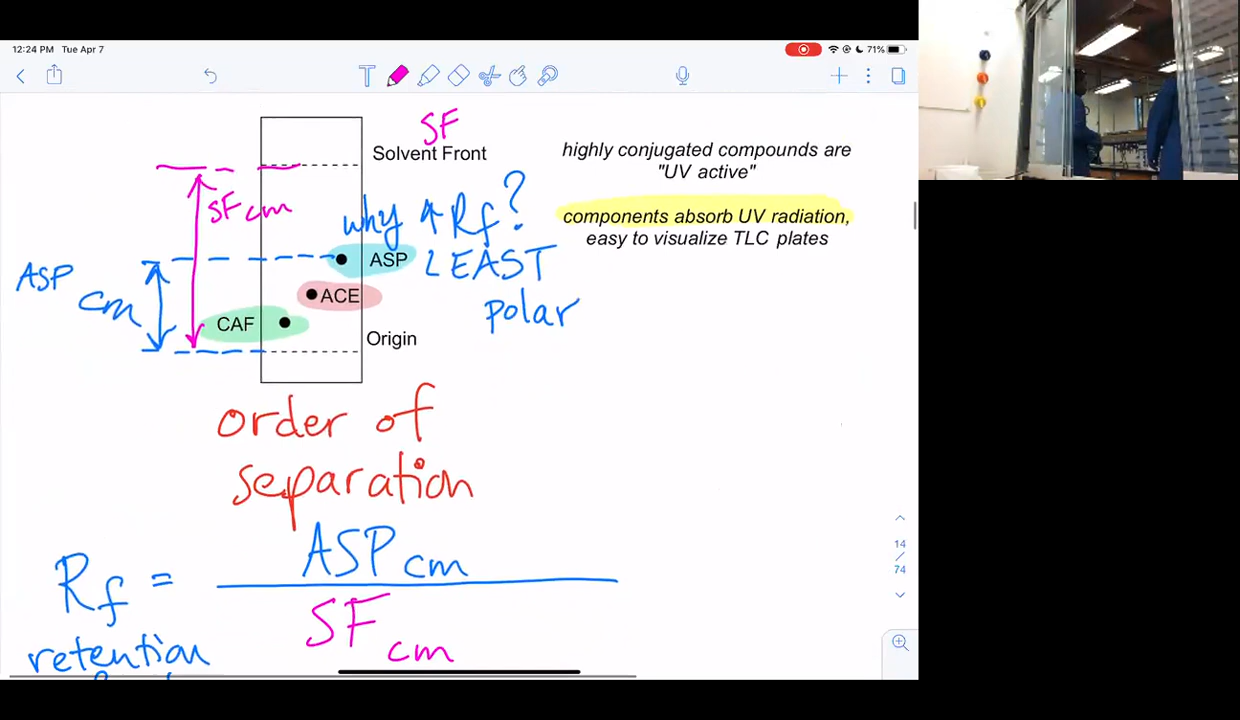 12:24 PM Tue Apr 7
71%
T
SF
Solvent Front
SF cm
why ↑ Rf?
ASP
LEAST
polar
ASP
cm
ACE
CAF
Origin
highly conjugated compounds are
"UV active"
components absorb UV radiation,
easy to visualize TLC plates
order of
separation
Rf = ASP cm
SF cm
retention
14
74